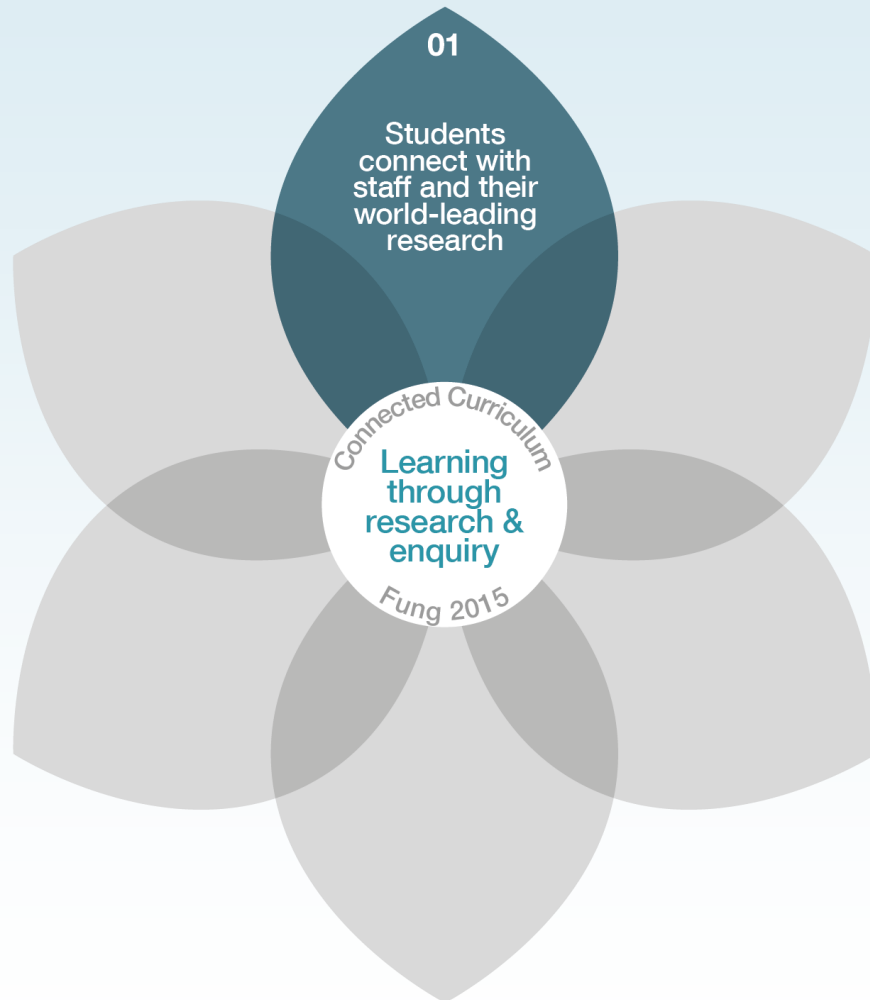 01
Students
connect with
staff and their
world-leading
research
Connected Curriculum
Learning
through
research &
enquiry
Fung 2015